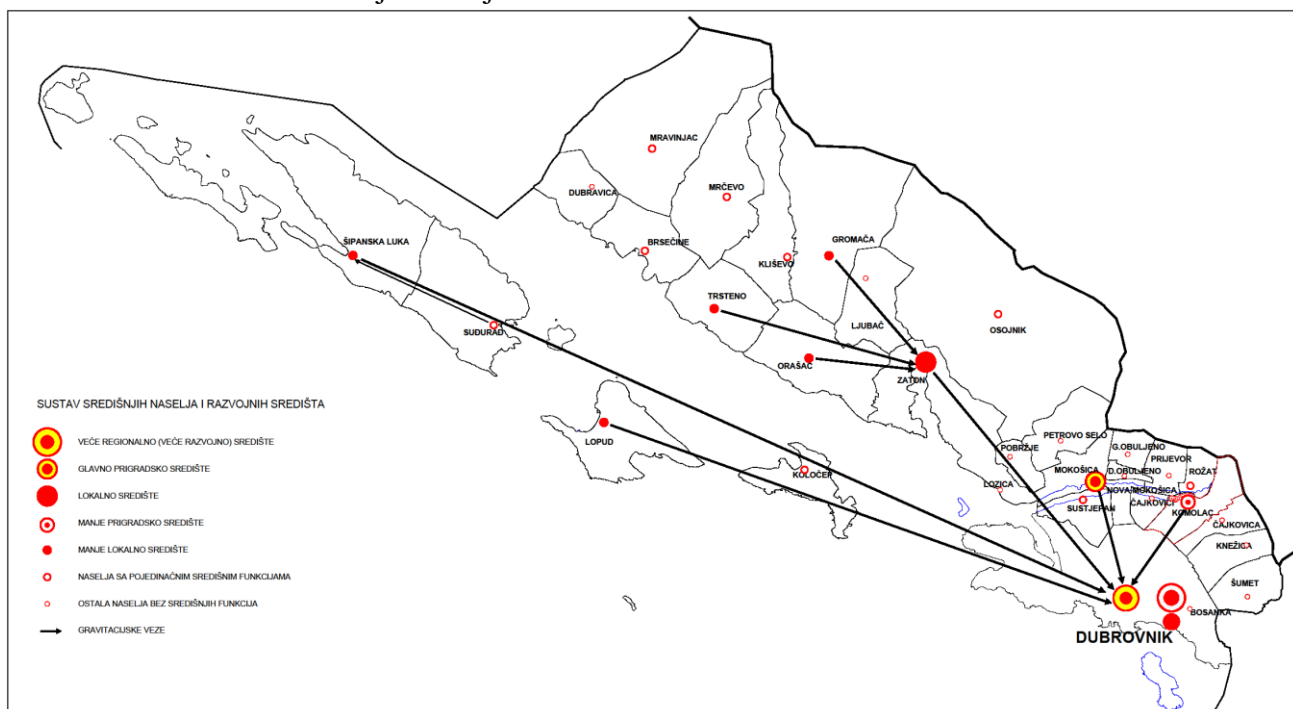 MRAVINJAC
DUBRAVICA
MRČEVO
ŠIPANSKA LUKA
BRSEČINE
GROMAČA
KLIŠEVO
TRSTENO
SUĐURAĐ
LJUBAČ
OSOJNIK
ORAŠAC
ZATON
SUSTAV SREDIŠNJIH NASELJA I RAZVOJNIH SREDIŠTA
VEĆE REGIONALNO (VEĆE RAZVOJNO) SREDIŠTE
GLAVNO PRIGRADSKO SREDIŠTE
LOKALNO SREDIŠTE
MANJE PRIGRADSKO SREDIŠTE
MANJE LOKALNO SREDIŠTE
NASELJA SA POJEDINAČNIM SREDIŠNIM FUNKCIJAMA
OSTALA NASELJA BEZ SREDIŠNJIH FUNKCIJA
GRAVITACIJSKE VEZE
LOPUD
KOLOČEP
POBRŽJE
PETROVO SELO
G.OBULJENO
PRIJEVOR
MOKOŠICA
D.OBULJENO
ROŽAT
LOZICA
NOVA MOKOŠICA
SUSTJEPAN
ČAJKOVIĆI
KOMOLAC
ČAJKOVICA
KNEŽICA
ŠUMET
BOSANKA
DUBROVNIK